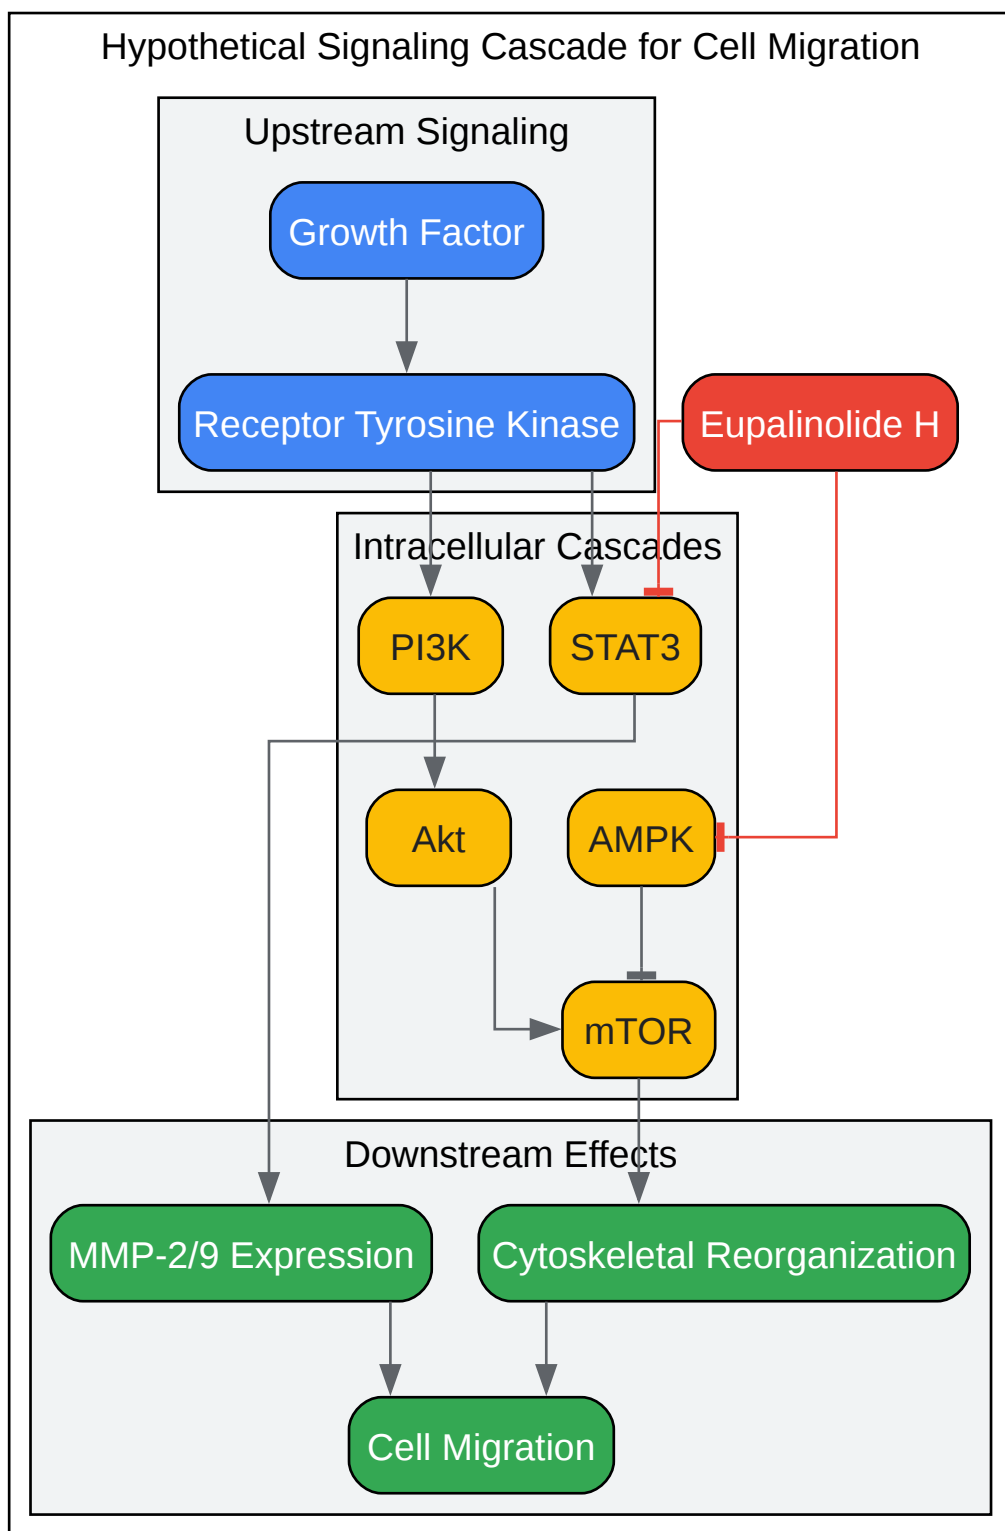 Hypothetical Signaling Cascade for Cell Migration
Upstream Signaling
Growth Factor
Receptor Tyrosine Kinase
Eupalinolide H
Intracellular Cascades
PI3K
STAT3
Akt
AMPK
mTOR
Downstream Effects
MMP-2/9 Expression
Cytoskeletal Reorganization
Cell Migration